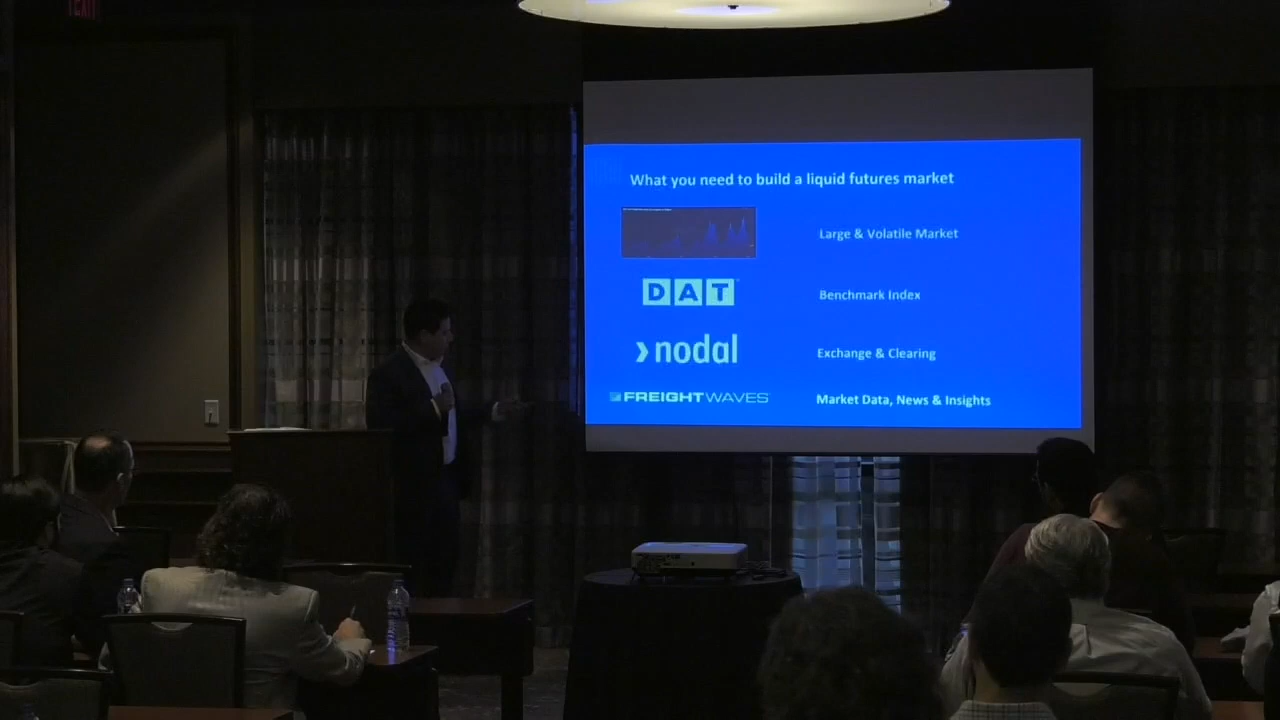 EXIT
What you need to build a liquid futures market
Large & Volatile Market
DAT
Benchmark Index
nodal
Exchange & Clearing
FREIGHTWAVES
Market Data, News & Insights